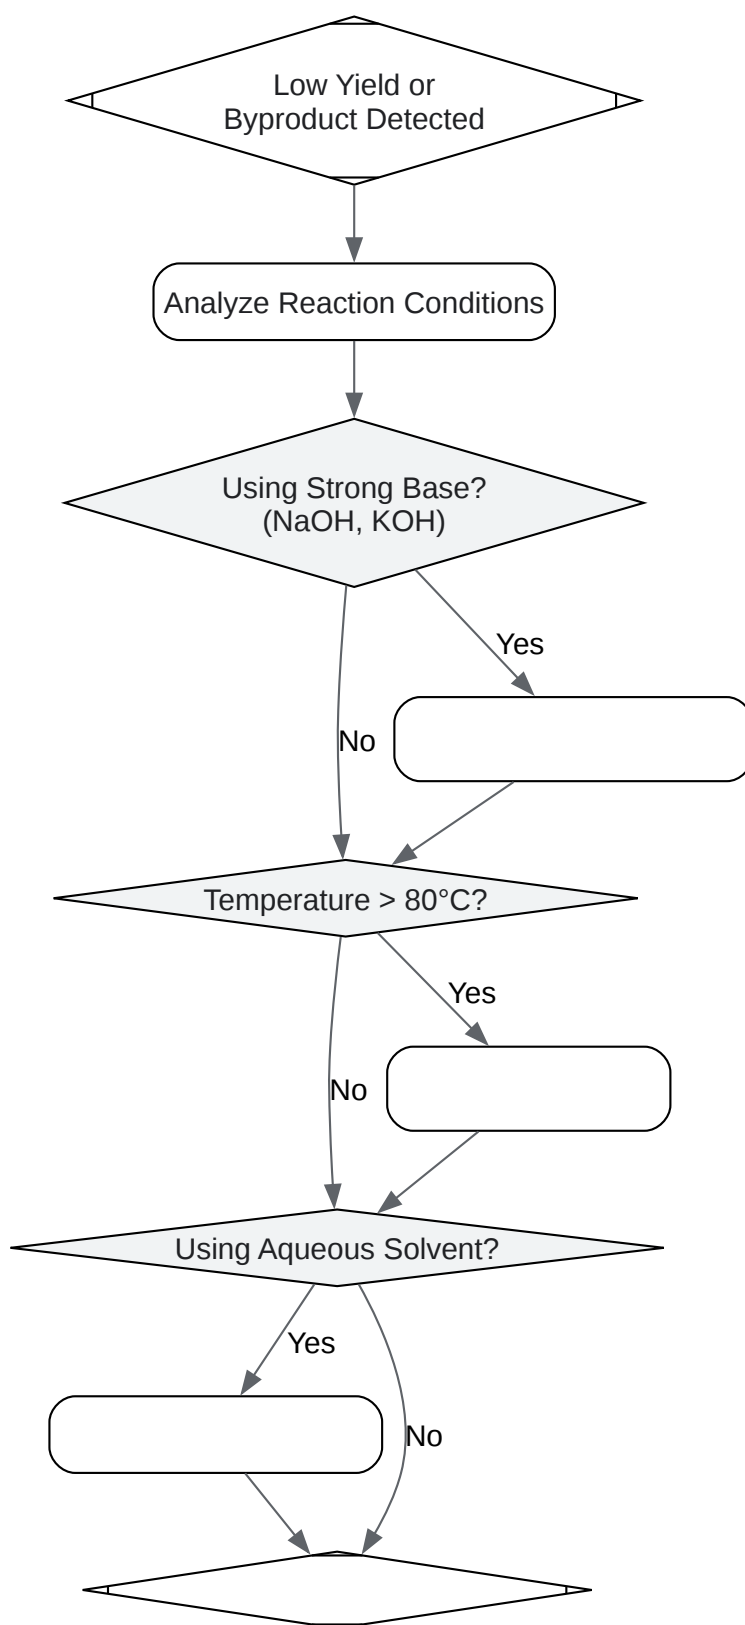 Low Yield or
Byproduct Detected
Analyze Reaction Conditions
Using Strong Base?
(NaOH, KOH)
Yes
No
Temperature > 80°C?
Yes
No
Using Aqueous Solvent?
Yes
No